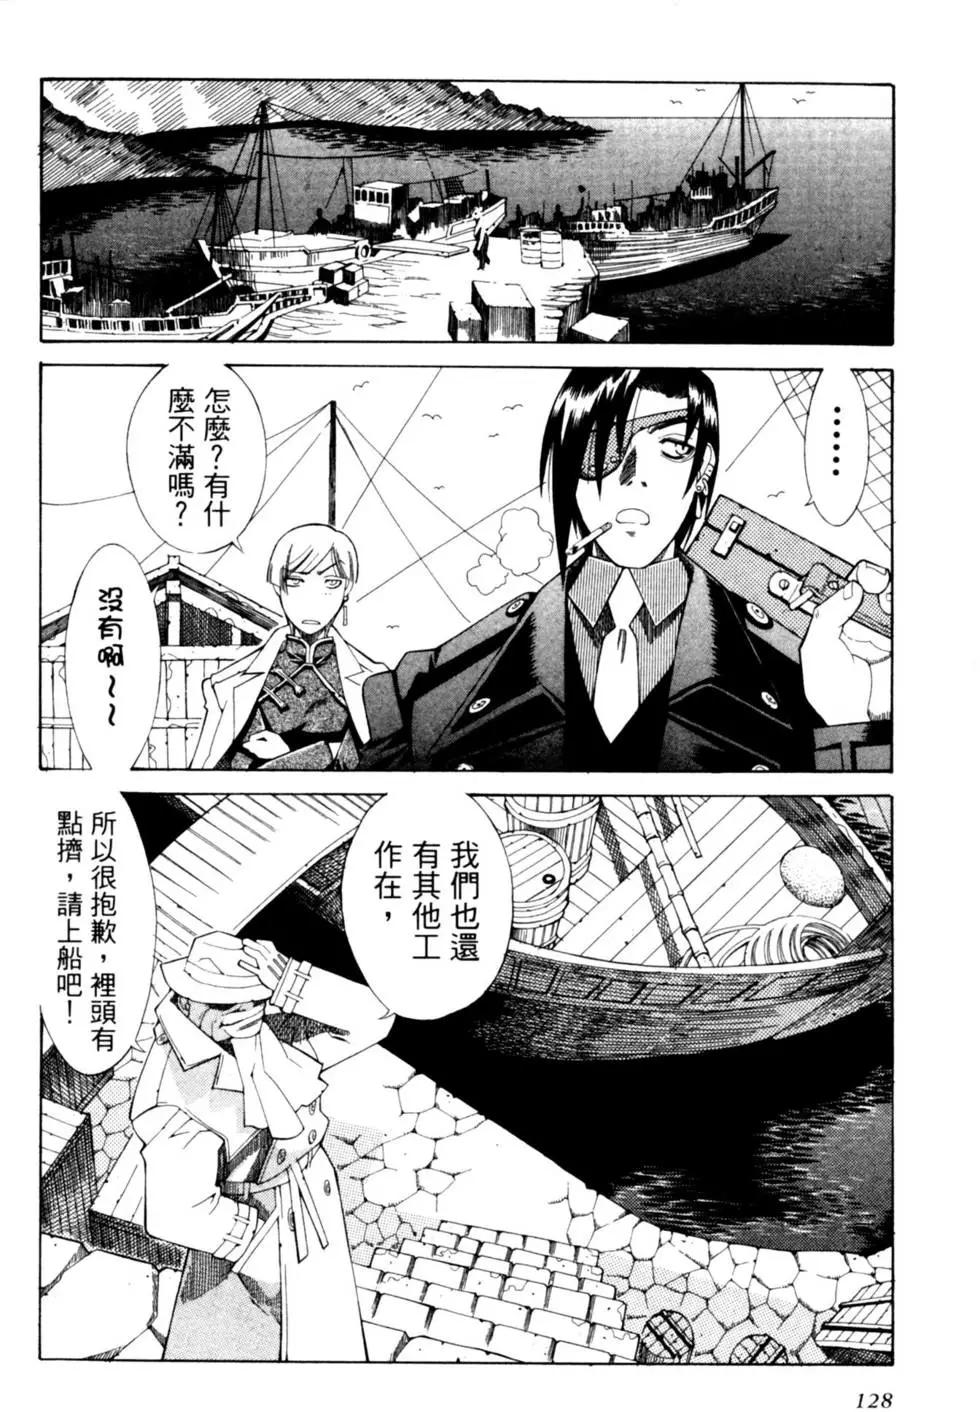 ……
怎麼？有什
麼不滿嗎？
沒有啊～
我們也還
有其他工
作在，
所以很抱歉，裡頭有
點擠，請上船吧！
128